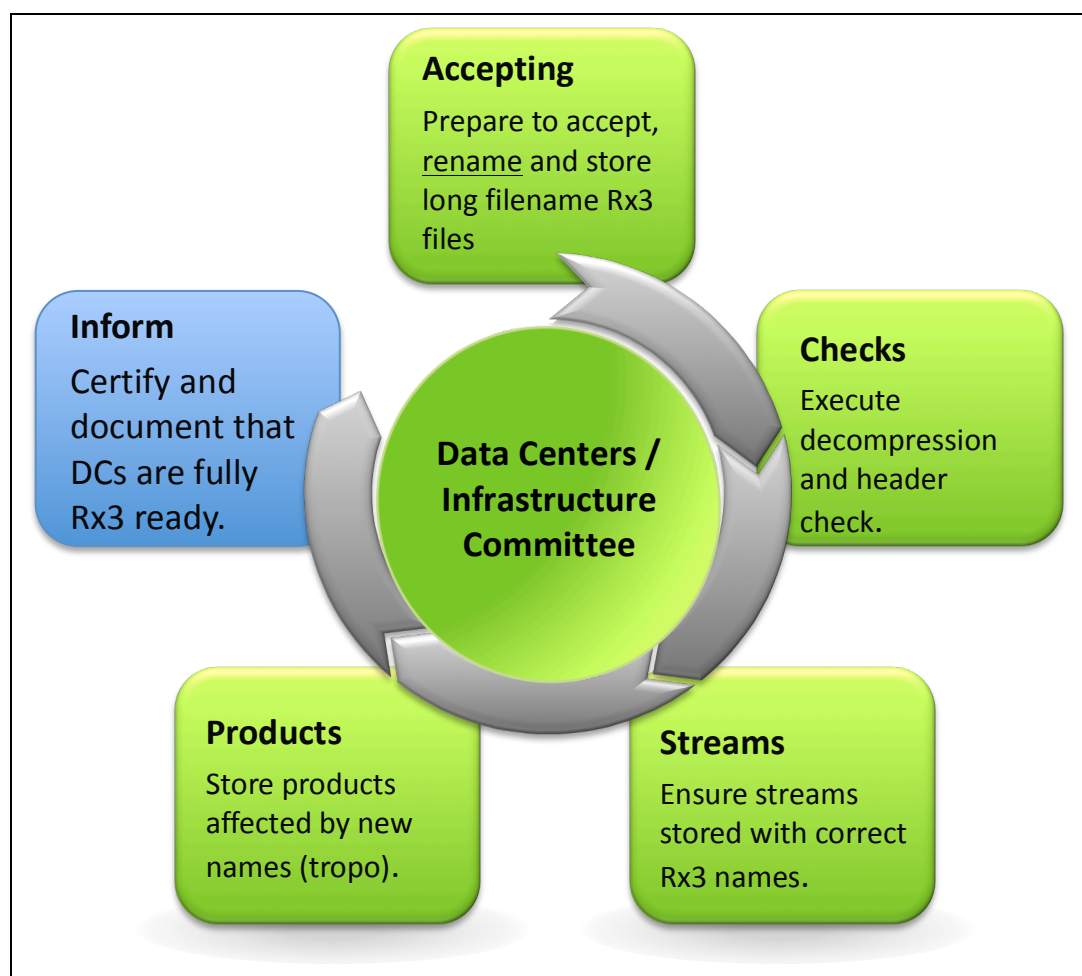 Accepting
Prepare to accept,
rename and store
long filename Rx3
files
Checks
Execute
decompression
and header
check.
Streams
Ensure streams
stored with correct
Rx3 names.
Products
Store products
affected by new
names (tropo).
Inform
Certify and
document that
DCs are fully
Rx3 ready.
Data Centers /
Infrastructure
Committee